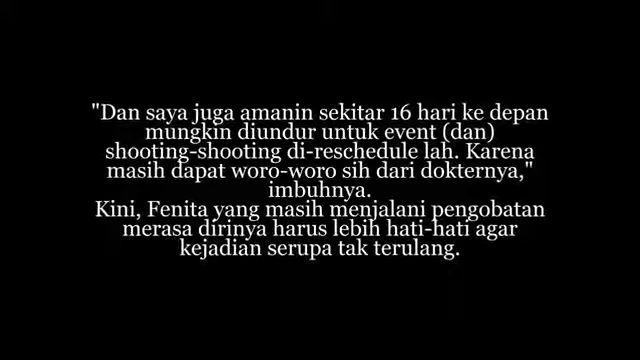 "Dan saya juga amanin sekitar 16 hari ke depan
mungkin diundur untuk event (dan)
shooting-shooting di-reschedule lah. Karena
masih dapat woro-woro sih dari dokternya,"
imbuhnya.
Kini, Fenita yang masih menjalani pengobatan
merasa dirinya harus lebih hati-hati agar
kejadian serupa tak terulang.